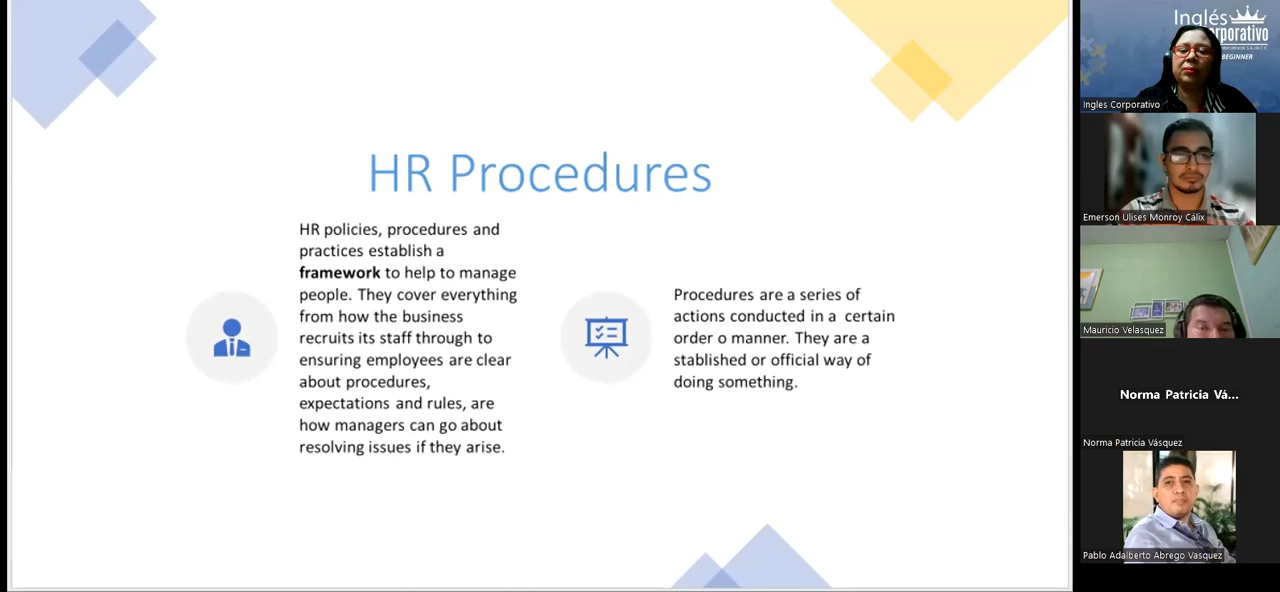 HR Procedures
HR policies, procedures and
practices establish a
framework to help to manage
people. They cover everything
from how the business
recruits its staff through to
ensuring employees are clear
about procedures,
expectations and rules, are
how managers can go about
resolving issues if they arise.
Procedures are a series of
actions conducted in a certain
order o manner. They are a
stablished or official way of
doing something.
Inglés
BEGINNER
Ingles Corporativo
Emerson Ulises Monroy Cálix
Mauricio Velasquez
Norma Patricia Vá...
Norma Patricia Vásquez
Pablo Adalberto Abrego Vasquez